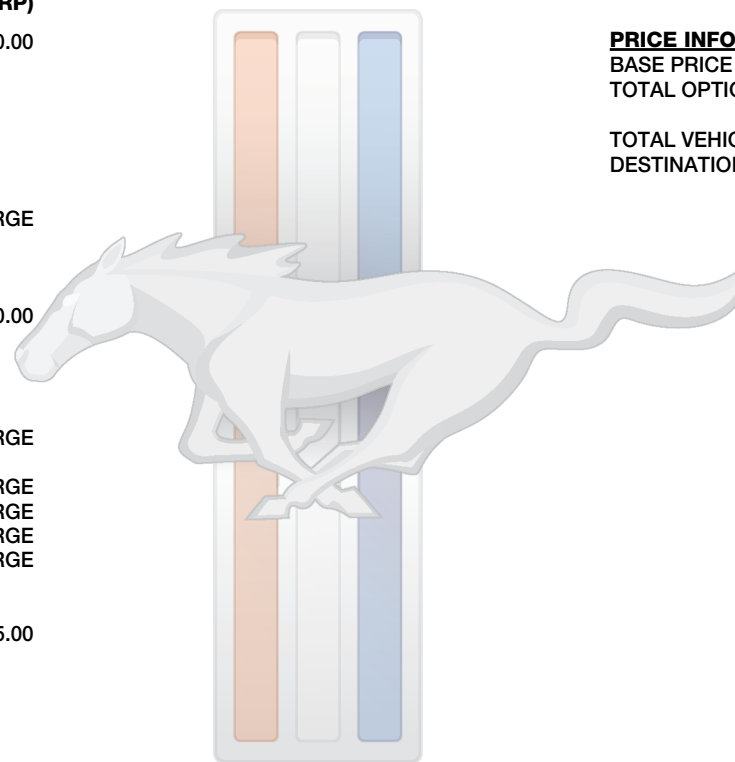 RP)
0.00
RGE
0.00
RGE
RGE
RGE
RGE
RGE
5.00
PRICE INFO
BASE PRICE
TOTAL OPTIO
TOTAL VEHIC
DESTINATION